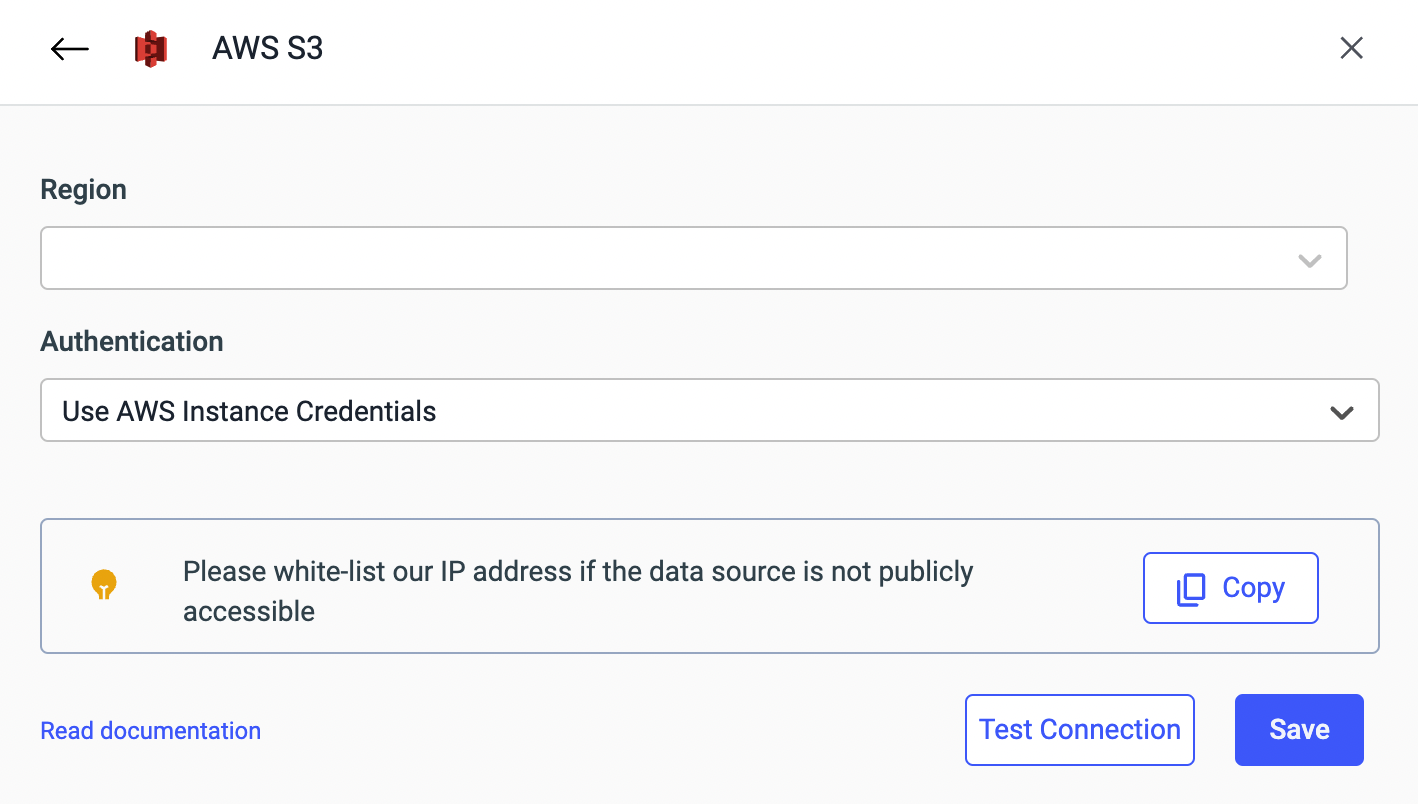 AWS S3
Region
Authentication
Use AWS Instance Credentials
Please white-list our IP address if the data source is not publicly
accessible
Copy
Read documentation
Test Connection
Save